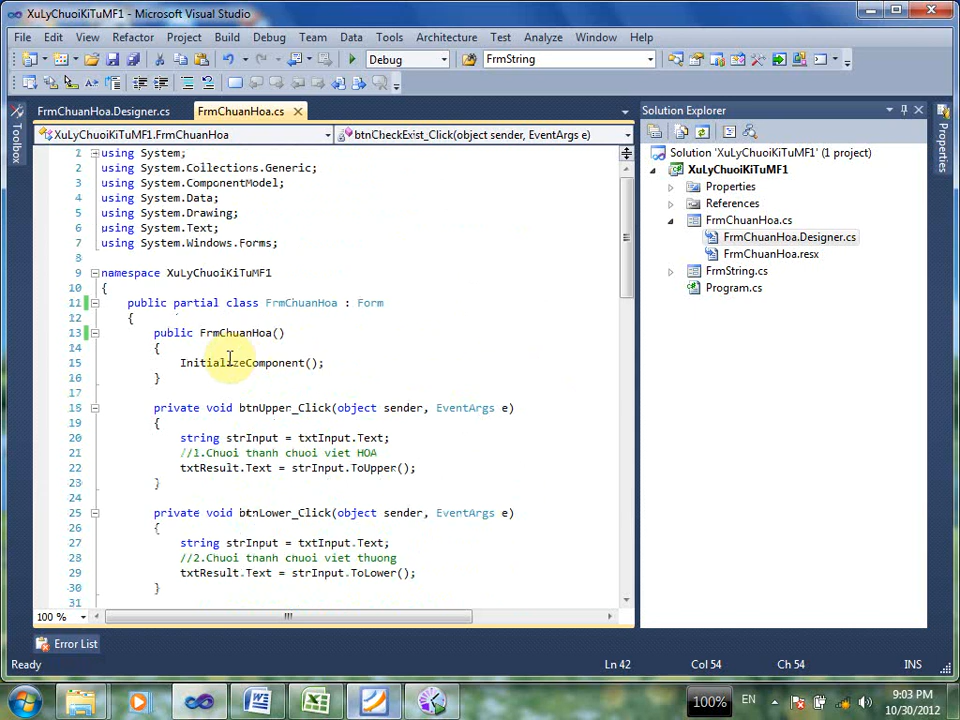 XuLyChuoiKiTuMF1 - Microsoft Visual Studio
File Edit View Refactor Project Build Debug Team Data Tools Architecture Test Analyze Window Help
Debug FrmString
FrmChuanHoa.Designer.cs FrmChuanHoa.cs
XuLyChuoiKiTuMF1.FrmChuanHoa btnCheckExist_Click(object sender, EventArgs e)
Toolbox
1 using System;
2 using System.Collections.Generic;
3 using System.ComponentModel;
4 using System.Data;
5 using System.Drawing;
6 using System.Text;
7 using System.Windows.Forms;
8
9 namespace XuLyChuoiKiTuMF1
10 {
11 public partial class FrmChuanHoa : Form
12 {
13 public FrmChuanHoa()
14 {
15 InitializeComponent();
16 }
17
18 private void btnUpper_Click(object sender, EventArgs e)
19 {
20 string strInput = txtInput.Text;
21 //1.Chuoi thanh chuoi viet HOA
22 txtResult.Text = strInput.ToUpper();
23 }
24
25 private void btnLower_Click(object sender, EventArgs e)
26 {
27 string strInput = txtInput.Text;
28 //2.Chuoi thanh chuoi viet thuong
29 txtResult.Text = strInput.ToLower();
30 }
31
100 %
Solution Explorer
Solution 'XuLyChuoiKiTuMF1' (1 project)
XuLyChuoiKiTuMF1
Properties
References
FrmChuanHoa.cs
FrmChuanHoa.Designer.cs
FrmChuanHoa.resx
FrmString.cs
Program.cs
Properties
Error List
Ready Ln 42 Col 54 Ch 54 INS
100% EN 9:03 PM
10/30/2012